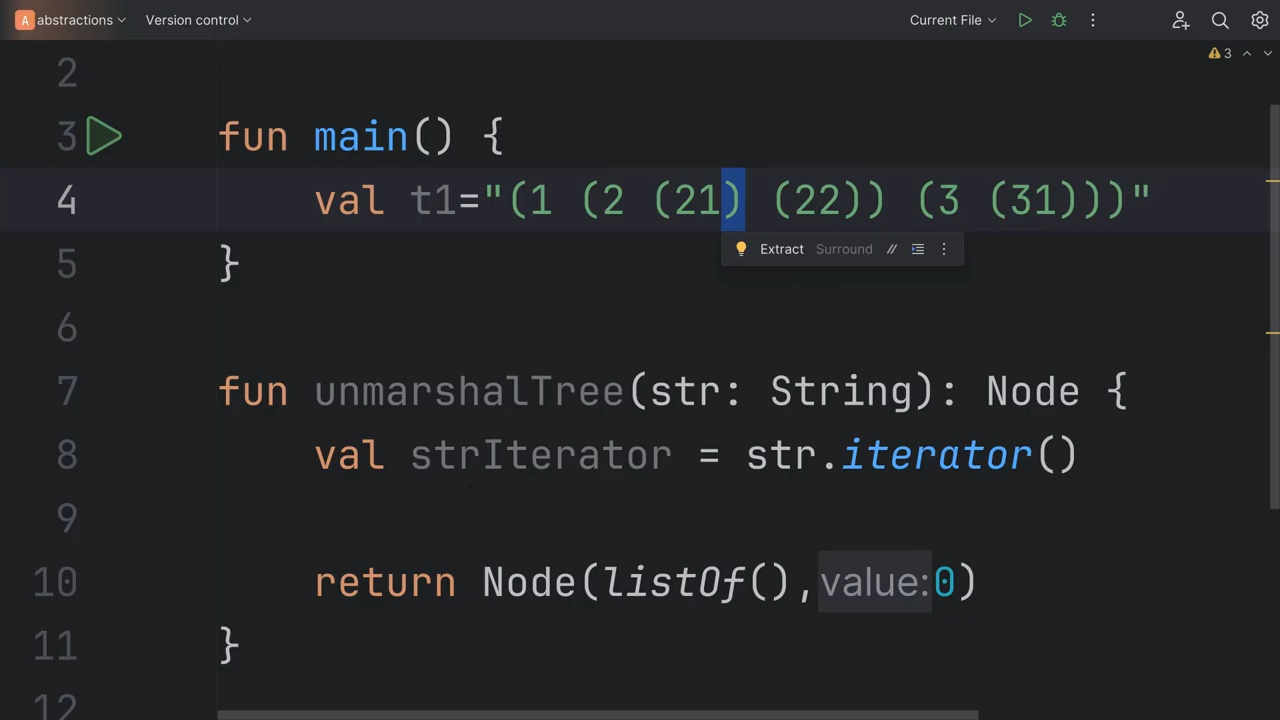 A abstractions Version control Current File
3
2
3 fun main() {
4 val t1="(1 (2 (21) (22)) (3 (31)))"
Extract Surround //
5 }
6
7 fun unmarshalTree(str: String): Node {
8 val strIterator = str.iterator()
9
10 return Node(listOf(), value: 0)
11 }
12